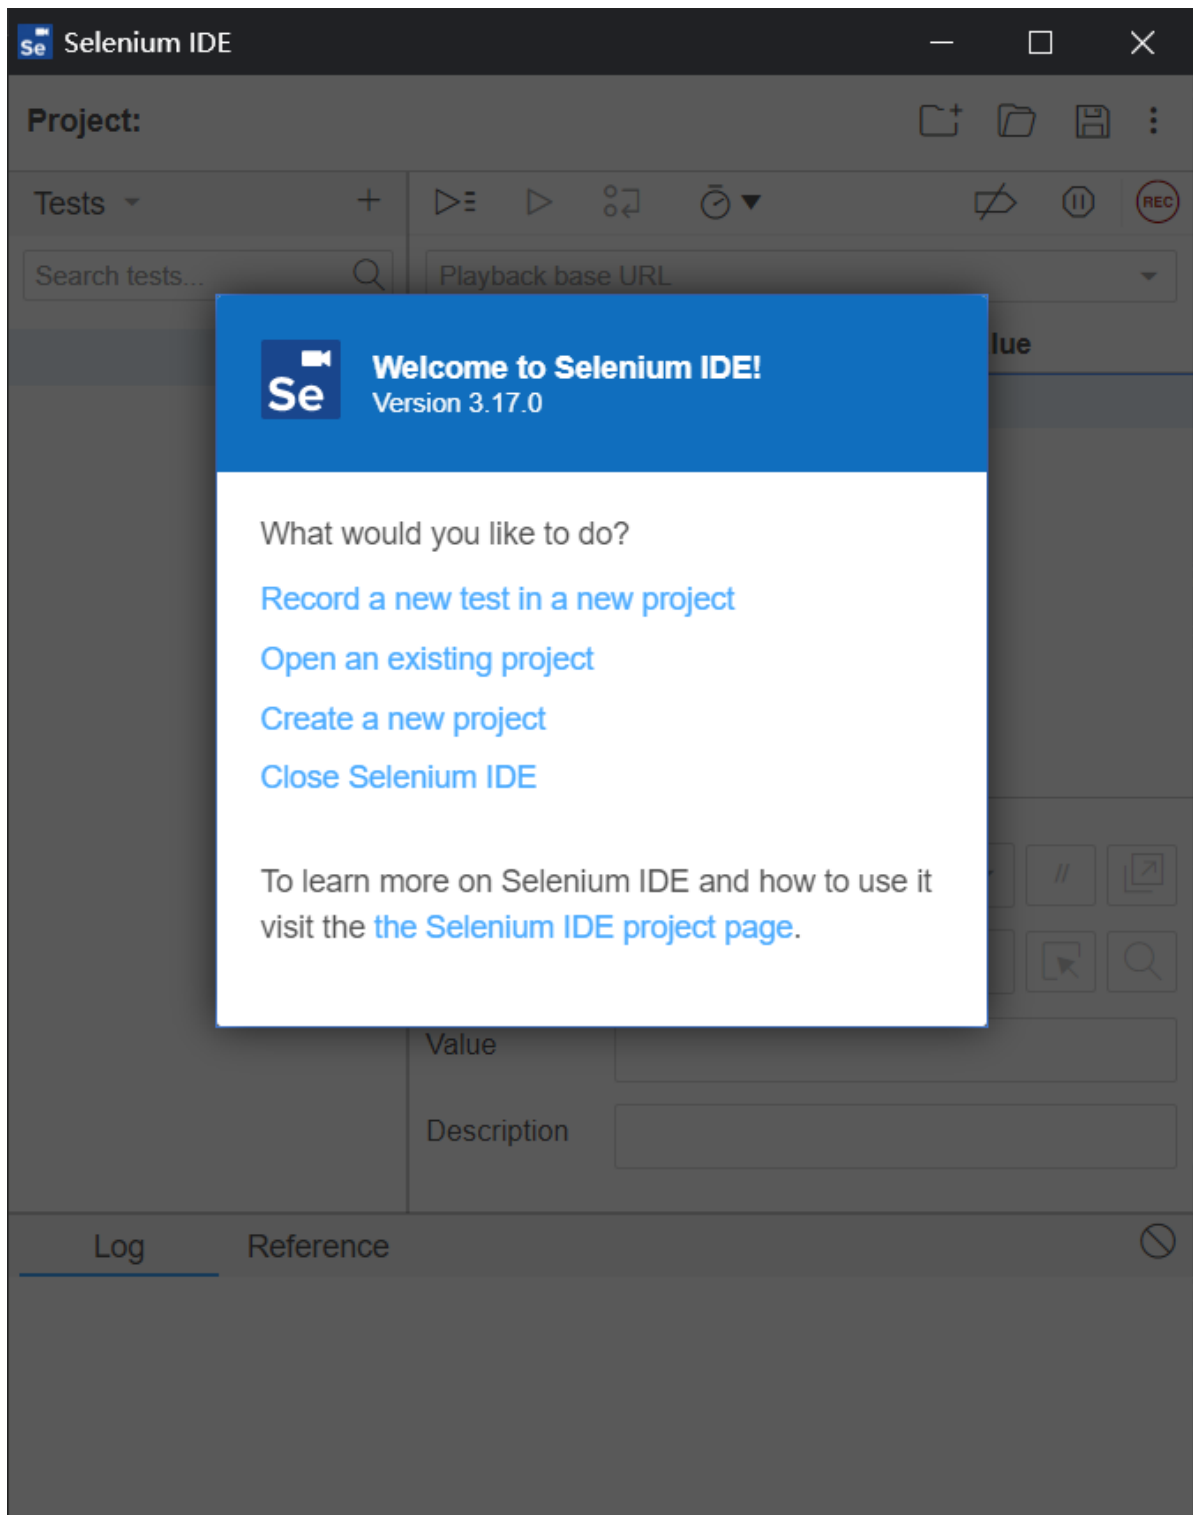 Se Selenium IDE
Project:
Tests
REC
Search tests...
Playback base URL
lue
Se
Welcome to Selenium IDE!
Version 3.17.0
What would you like to do?
Record a new test in a new project
Open an existing project
Create a new project
Close Selenium IDE
To learn more on Selenium IDE and how to use it
visit the the Selenium IDE project page.
//
Value
Description
Log Reference